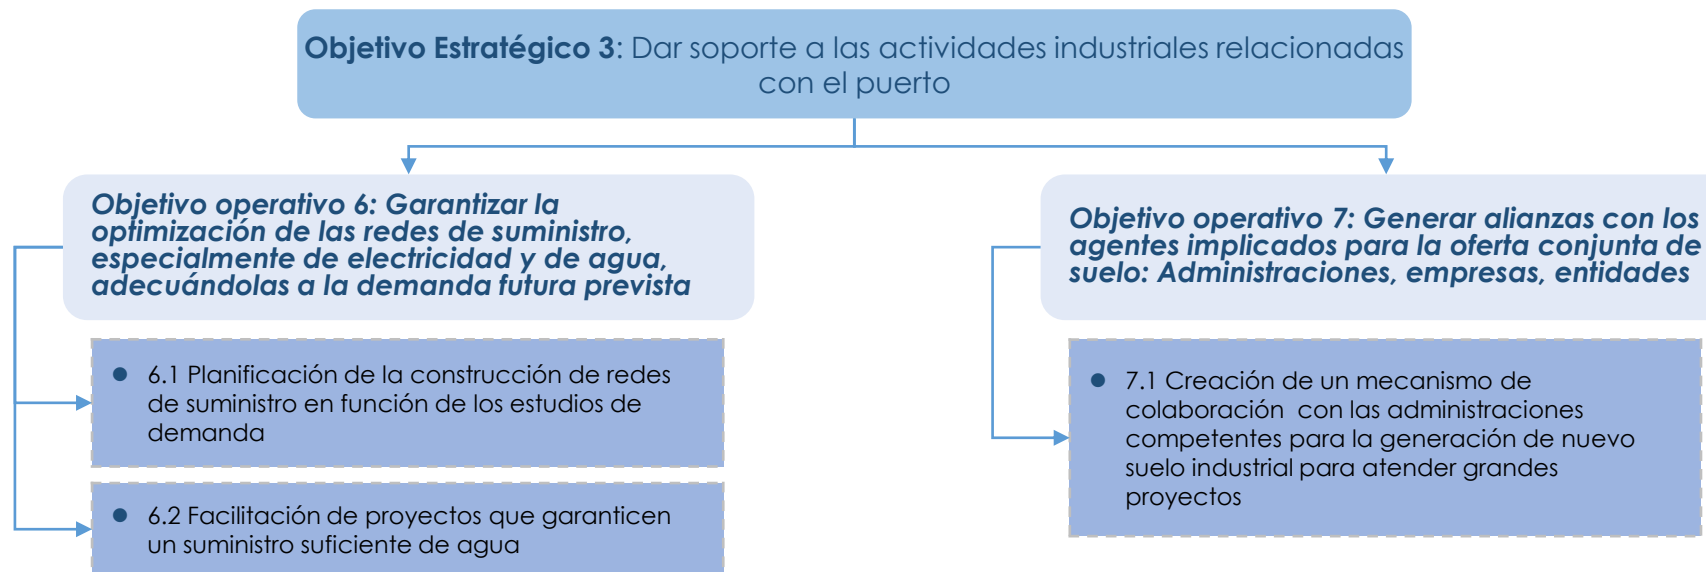 Objetivo Estratégico 3: Dar soporte a las actividades industriales relacionadas
con el puerto
Objetivo operativo 6: Garantizar la
optimización de las redes de suministro,
especialmente de electricidad y de agua,
adecuándolas a la demanda futura prevista
● 6.1 Planificación de la construcción de redes
de suministro en función de los estudios de
demanda
● 6.2 Facilitación de proyectos que garanticen
un suministro suficiente de agua
Objetivo operativo 7: Generar alianzas con los
agentes implicados para la oferta conjunta de
suelo: Administraciones, empresas, entidades
● 7.1 Creación de un mecanismo de
colaboración  con las administraciones
competentes para la generación de nuevo
suelo industrial para atender grandes
proyectos